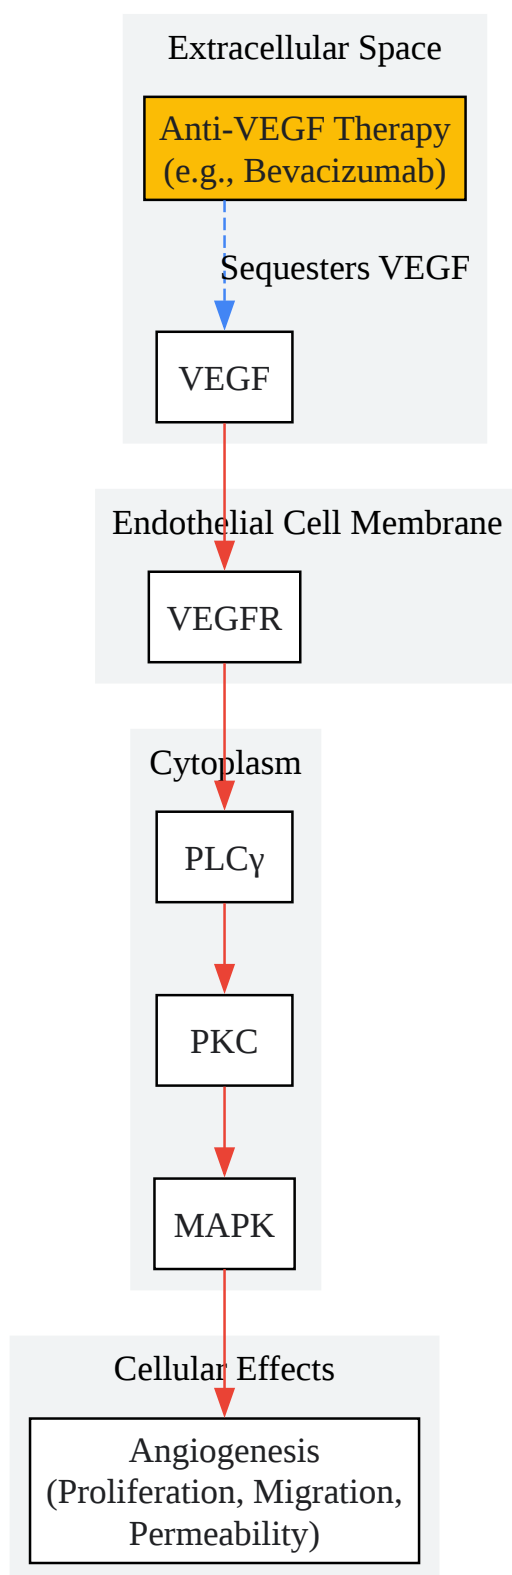 Extracellular Space
Anti-VEGF Therapy
(e.g., Bevacizumab)
Sequesters VEGF
VEGF
Endothelial Cell Membrane
VEGFR
Cytoplasm
PLCγ
PKC
MAPK
Cellular Effects
Angiogenesis
(Proliferation, Migration,
Permeability)